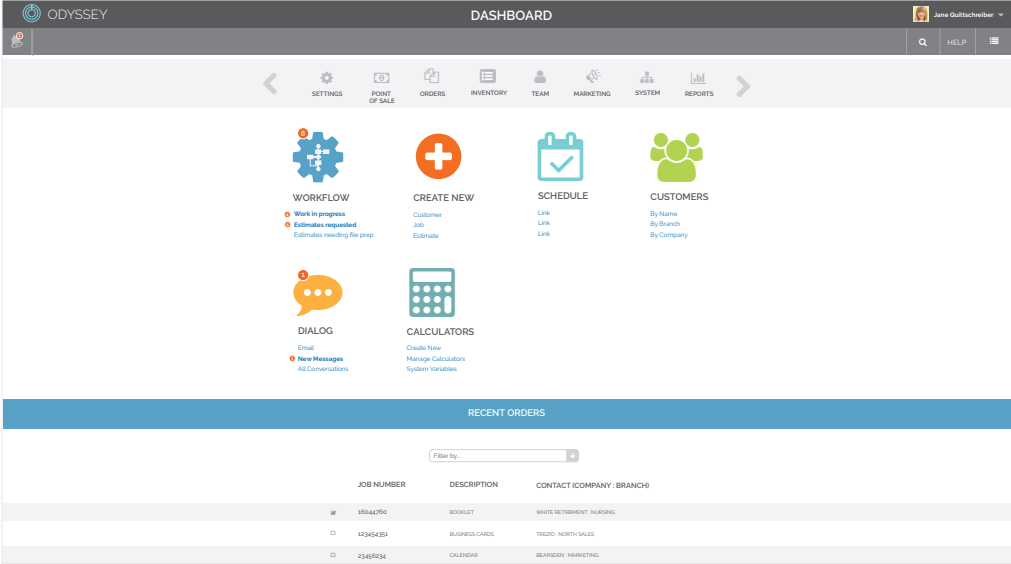 ODYSSEY
DASHBOARD
Jane Quittschreiber
HELP
SETTINGS
POINT
OF SALE
ORDERS
INVENTORY
TEAM
MARKETING
SYSTEM
REPORTS
8
WORKFLOW
Work in progress
Estimates requested
Estimates needing file prep
CREATE NEW
Customer
Job
Estimate
SCHEDULE
Link
Link
Link
CUSTOMERS
By Name
By Branch
By Company
1
DIALOG
Email
New Messages
All Conversations
CALCULATORS
Create New
Manage Calculators
System Variables
RECENT ORDERS
Filter by...
JOB NUMBER DESCRIPTION CONTACT (COMPANY : BRANCH)
16044760 BOOKLET WHITE RETIREMENT : NURSING
123454351 BUSINESS CARDS TREZIO : NORTH SALES
23456234 CALENDAR BEARSDEN : MARKETING